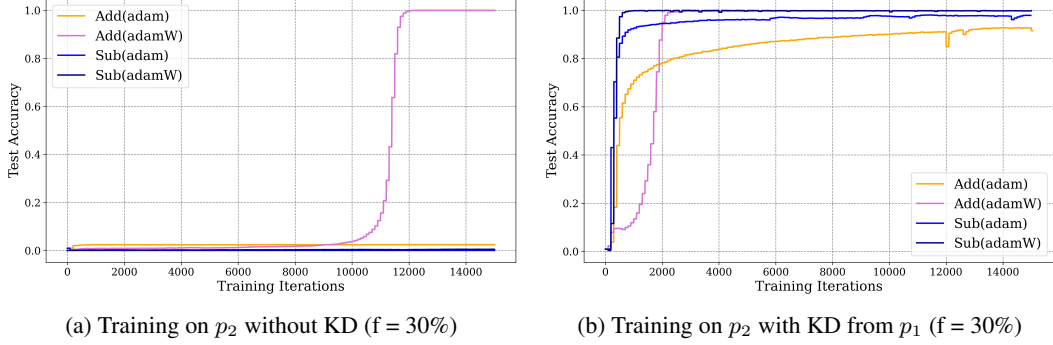 Test Accuracy
1.0
0.8
0.6
0.4
0.2
0.0
Add(adam)
Add(adamW)
Sub(adam)
Sub(adamW)
0 2000 4000 6000 8000 10000 12000 14000
Training Iterations
(a) Training on p₂ without KD (f = 30%)
Test Accuracy
1.0
0.8
0.6
0.4
0.2
0.0
Add(adam)
Add(adamW)
Sub(adam)
Sub(adamW)
0 2000 4000 6000 8000 10000 12000 14000
Training Iterations
(b) Training on p₂ with KD from p₁ (f = 30%)